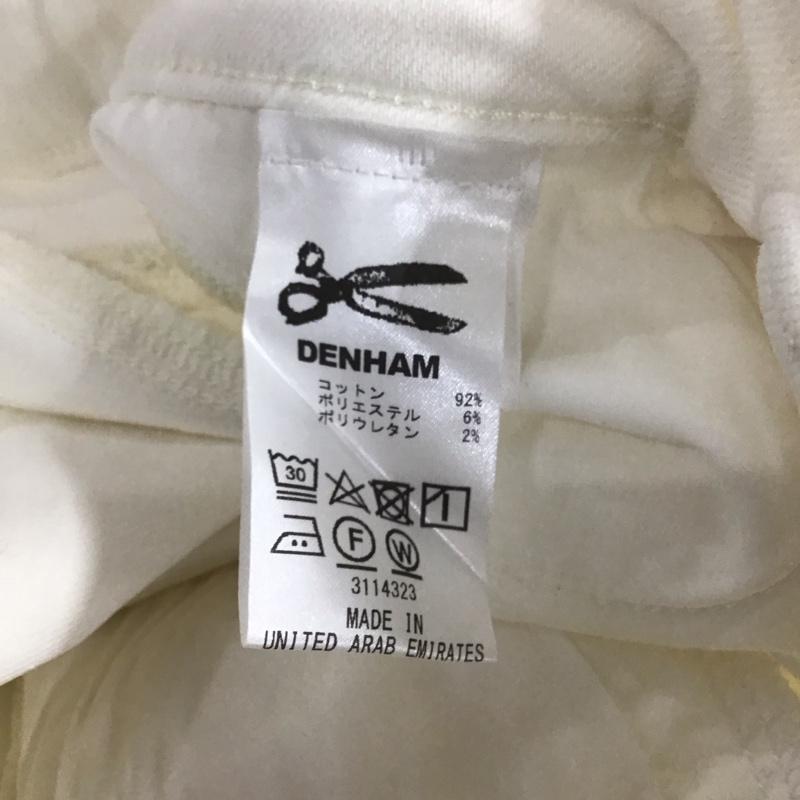 DENHAM
コットン 92%
ポリエステル 6%
ポリウレタン 2%
30
F W
3114323
MADE IN
UNITED ARAB EMIRATES